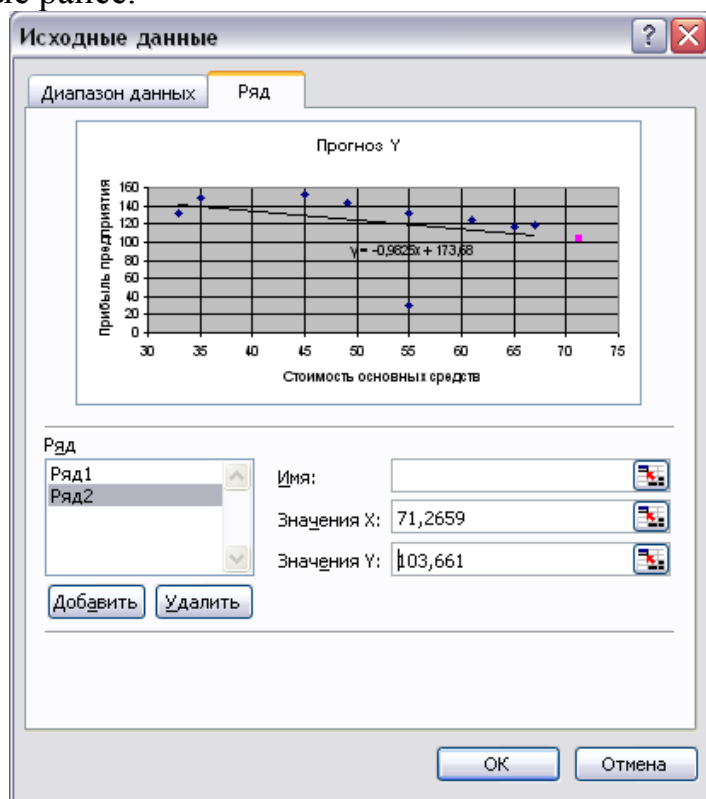 ые ранее.
Исходные данные
Диапазон данных Ряд
Прогноз Y
Прибыль предприятия
160
140
120
100
80
60
40
20
0
y = -0,9825x + 173,68
30 35 40 45 50 55 60 65 70 75
Стоимость основных средств
Ряд
Ряд1
Ряд2
Имя:
Значения X: 71,2659
Значения Y: 103,661
Добавить Удалить
ОК Отмена